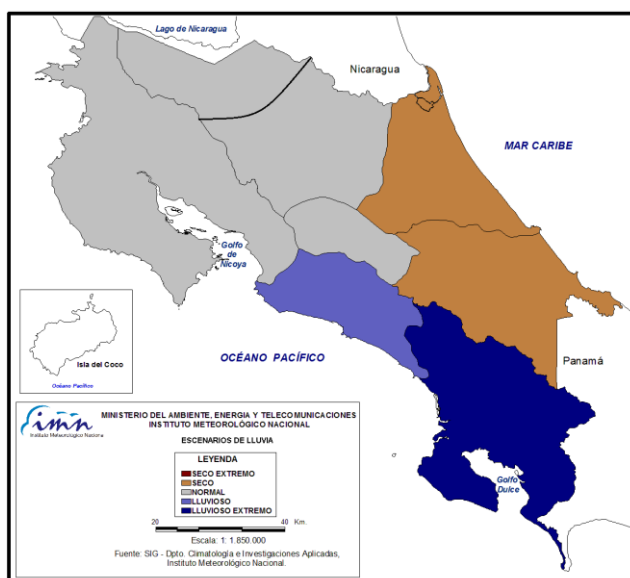 Lago de Nicaragua
Nicaragua
MAR CARIBE
Golfo
de
Nicoya
Isla del Coco
Océano Pacífico
OCÉANO PACÍFICO
Panamá
Golfo
Dulce
imn
Instituto Meteorológico Nacional
MINISTERIO DEL AMBIENTE, ENERGIA Y TELECOMUNICACIONES
INSTITUTO METEOROLÓGICO NACIONAL
ESCENARIOS DE LLUVIA
LEYENDA
SECO EXTREMO
SECO
NORMAL
LLUVIOSO
LLUVIOSO EXTREMO
20 0 40 Km.
Escala: 1: 1.850.000
Fuente: SIG - Dpto. Climatología e Investigaciones Aplicadas,
Instituto Meteorológico Nacional.